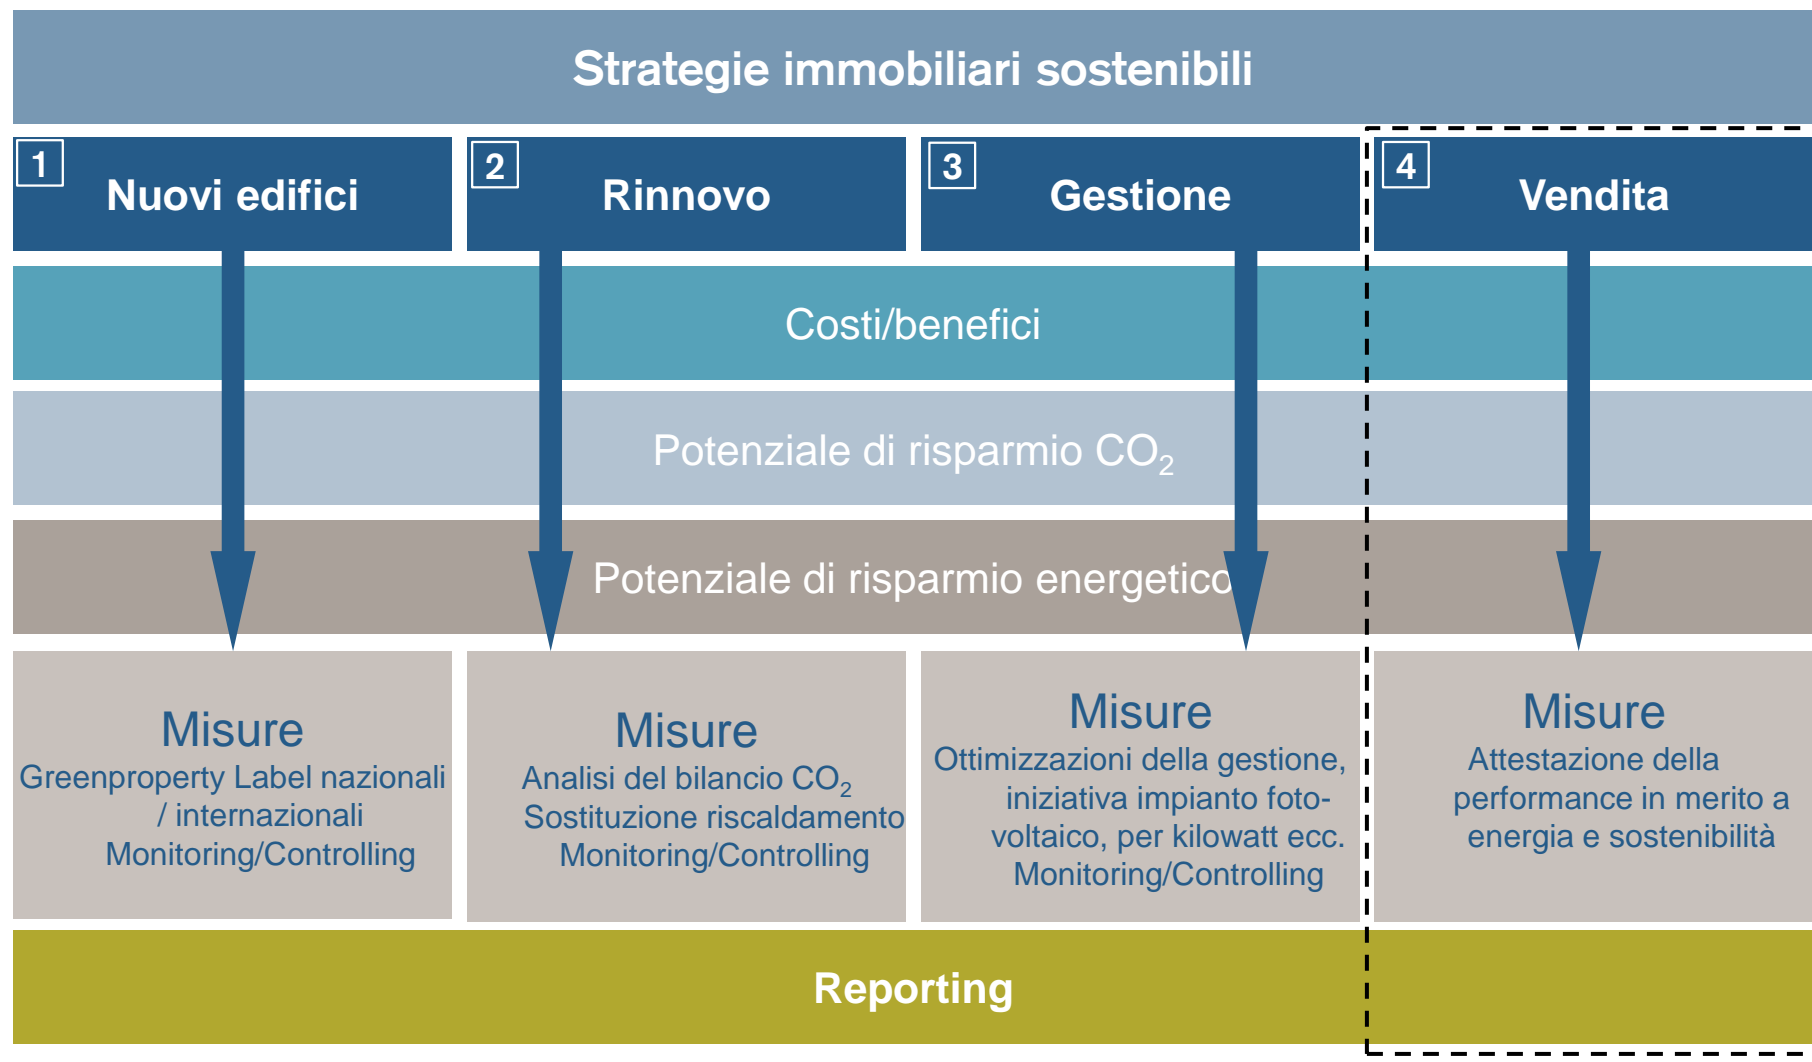 Strategie immobiliari sostenibili
1
Nuovi edifici
2
Rinnovo
3
Gestione
4
Vendita
Costi/benefici
Potenziale di risparmio CO₂
Potenziale di risparmio energetico
Misure
Greenproperty Label nazionali
/ internazionali
Monitoring/Controlling
Misure
Analisi del bilancio CO₂
Sostituzione riscaldamento
Monitoring/Controlling
Misure
Ottimizzazioni della gestione,
iniziativa impianto foto-
voltaico, per kilowatt ecc.
Monitoring/Controlling
Misure
Attestazione della
performance in merito a
energia e sostenibilità
Reporting